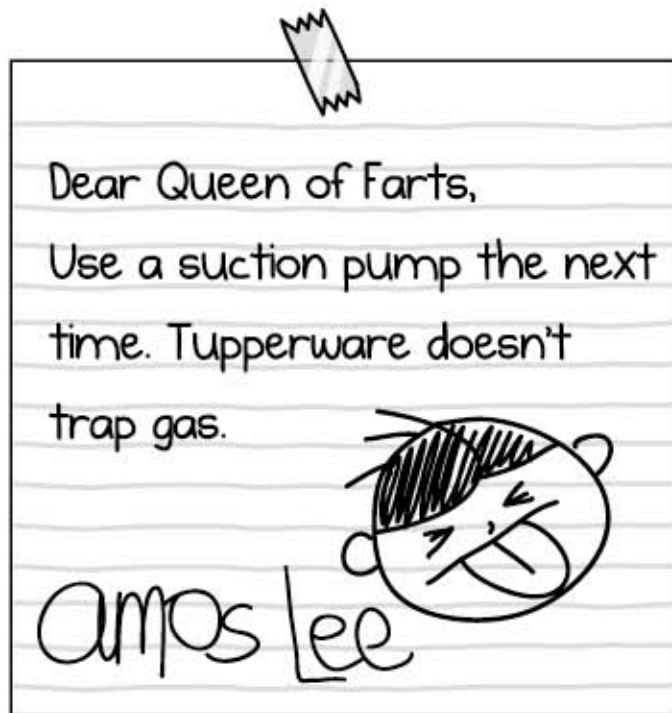 Dear Queen of Farts,
Use a suction pump the next
time. Tupperware doesn't
trap gas.
amos Lee